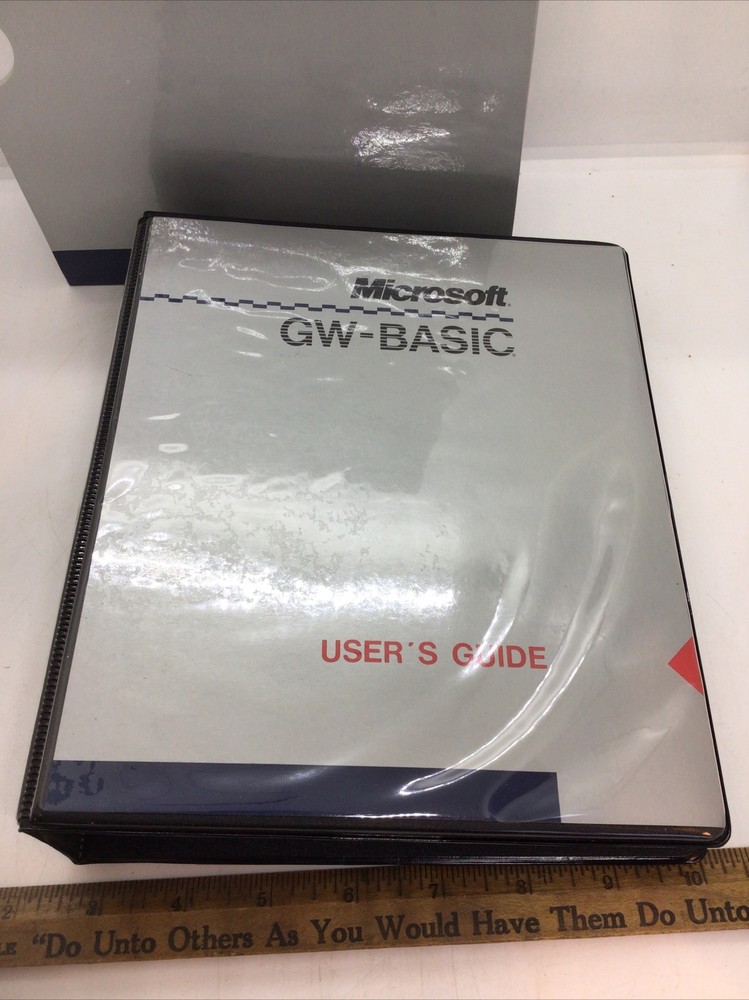 Microsoft
GW-BASIC
USER'S GUIDE
2 3 4 5 6 7 8 9 10
"Do Unto Others As You Would Have Them Do Unto